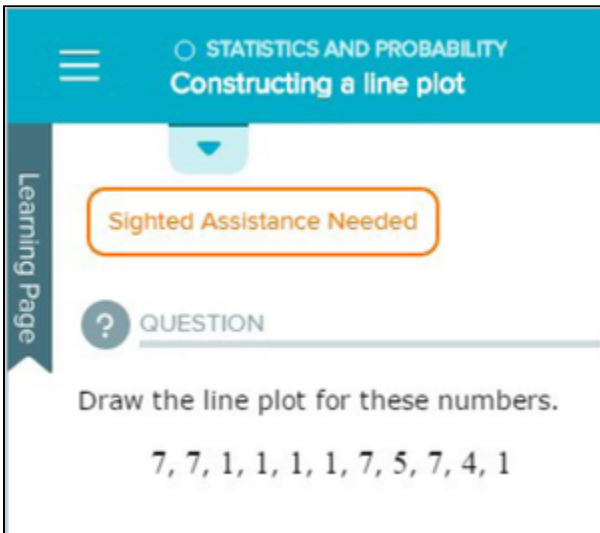 STATISTICS AND PROBABILITY
Constructing a line plot
Learning Page
Sighted Assistance Needed
? QUESTION
Draw the line plot for these numbers.
7, 7, 1, 1, 1, 1, 7, 5, 7, 4, 1